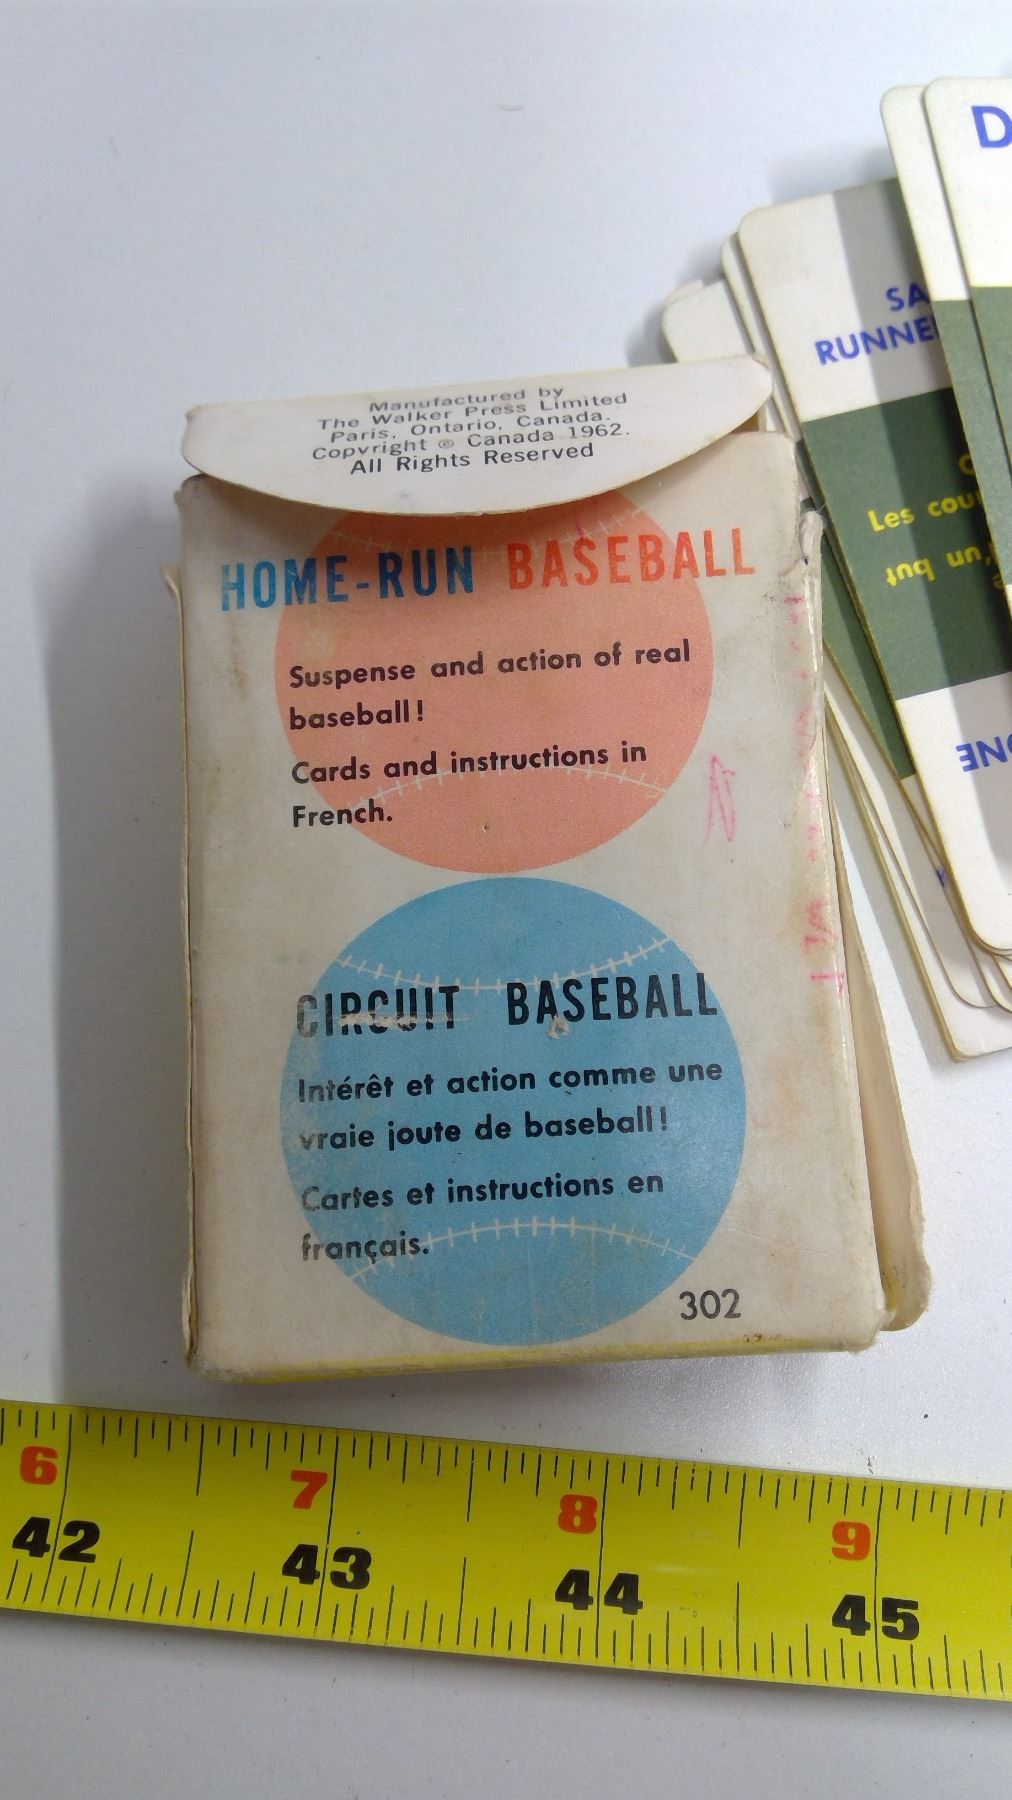 Manufactured by
The Walker Press Limited
Paris, Ontario, Canada.
Copyright © Canada 1962.
All Rights Reserved
HOME-RUN BASEBALL
Suspense and action of real
baseball!
Cards and instructions in
French.
CIRCUIT BASEBALL
Intérêt et action comme une
vraie joute de baseball!
Cartes et instructions en
français.
302
D
SA
RUNNE
Les cou
un but
6 7 8 9
42 43 44 45